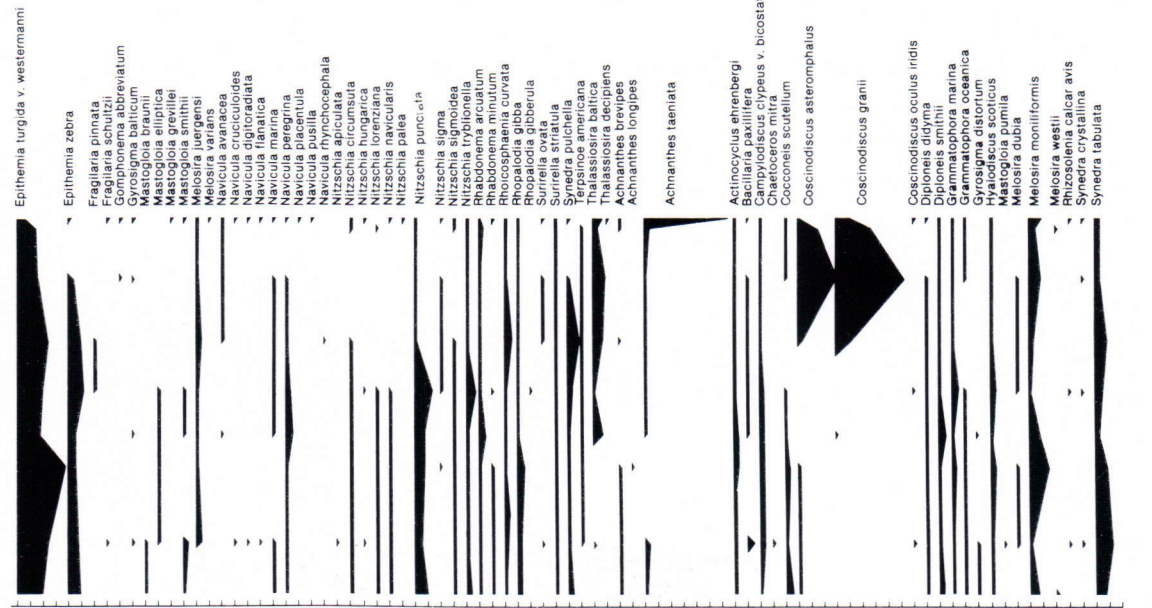 Epithemia turgida v. westermanni
Epithemia zebra
Fragilaria pinnata
Fragilaria schultzii
Gomphonema abbreviatum
Gyrosigma balticum
Mastogloia braunii
Mastogloia elliptica
Mastogloia grevillei
Mastogloia smithii
Melosira juergensi
Melosira varians
Navicula avanacea
Navicula cruciculoides
Navicula digitoradiata
Navicula flanatica
Navicula marina
Navicula peregrina
Navicula placentula
Navicula pusilla
Navicula rhynchocephala
Nitzschia apiculata
Nitzschia circumsuta
Nitzschia hungarica
Nitzschia lorenziana
Nitzschia navicularis
Nitzschia palea
Nitzschia punctata
Nitzschia sigma
Nitzschia sigmoidea
Nitzschia tryblionella
Rhabdonema arcuatum
Rhabdonema minutum
Rhoicosphaenia curvata
Rhopalodia gibba
Rhopalodia gibberula
Surirella ovata
Surirella striatula
Synedra pulchella
Terpsinoe americana
Thalassiosira baltica
Thalassiosira decipiens
Achnanthes brevipes
Achnanthes longipes
Achnanthes taeniata
Actinocyclus ehrenbergi
Bacillaria paxillifera
Campylodiscus clypeus v. bicostat
Chaetoceros mitra
Cocconeis scutellum
Coscinodiscus asteromphalus
Coscinodiscus granii
Coscinodiscus oculus iridis
Diploneis didyma
Diploneis smithii
Grammatophora marina
Grammatophora oceanica
Gyrosigma distortum
Hyalodiscus scoticus
Mastogloia pumila
Melosira dubia
Melosira moniliformis
Melosira westii
Rhizosolenia calcar avis
Synedra crystallina
Synedra tabulata